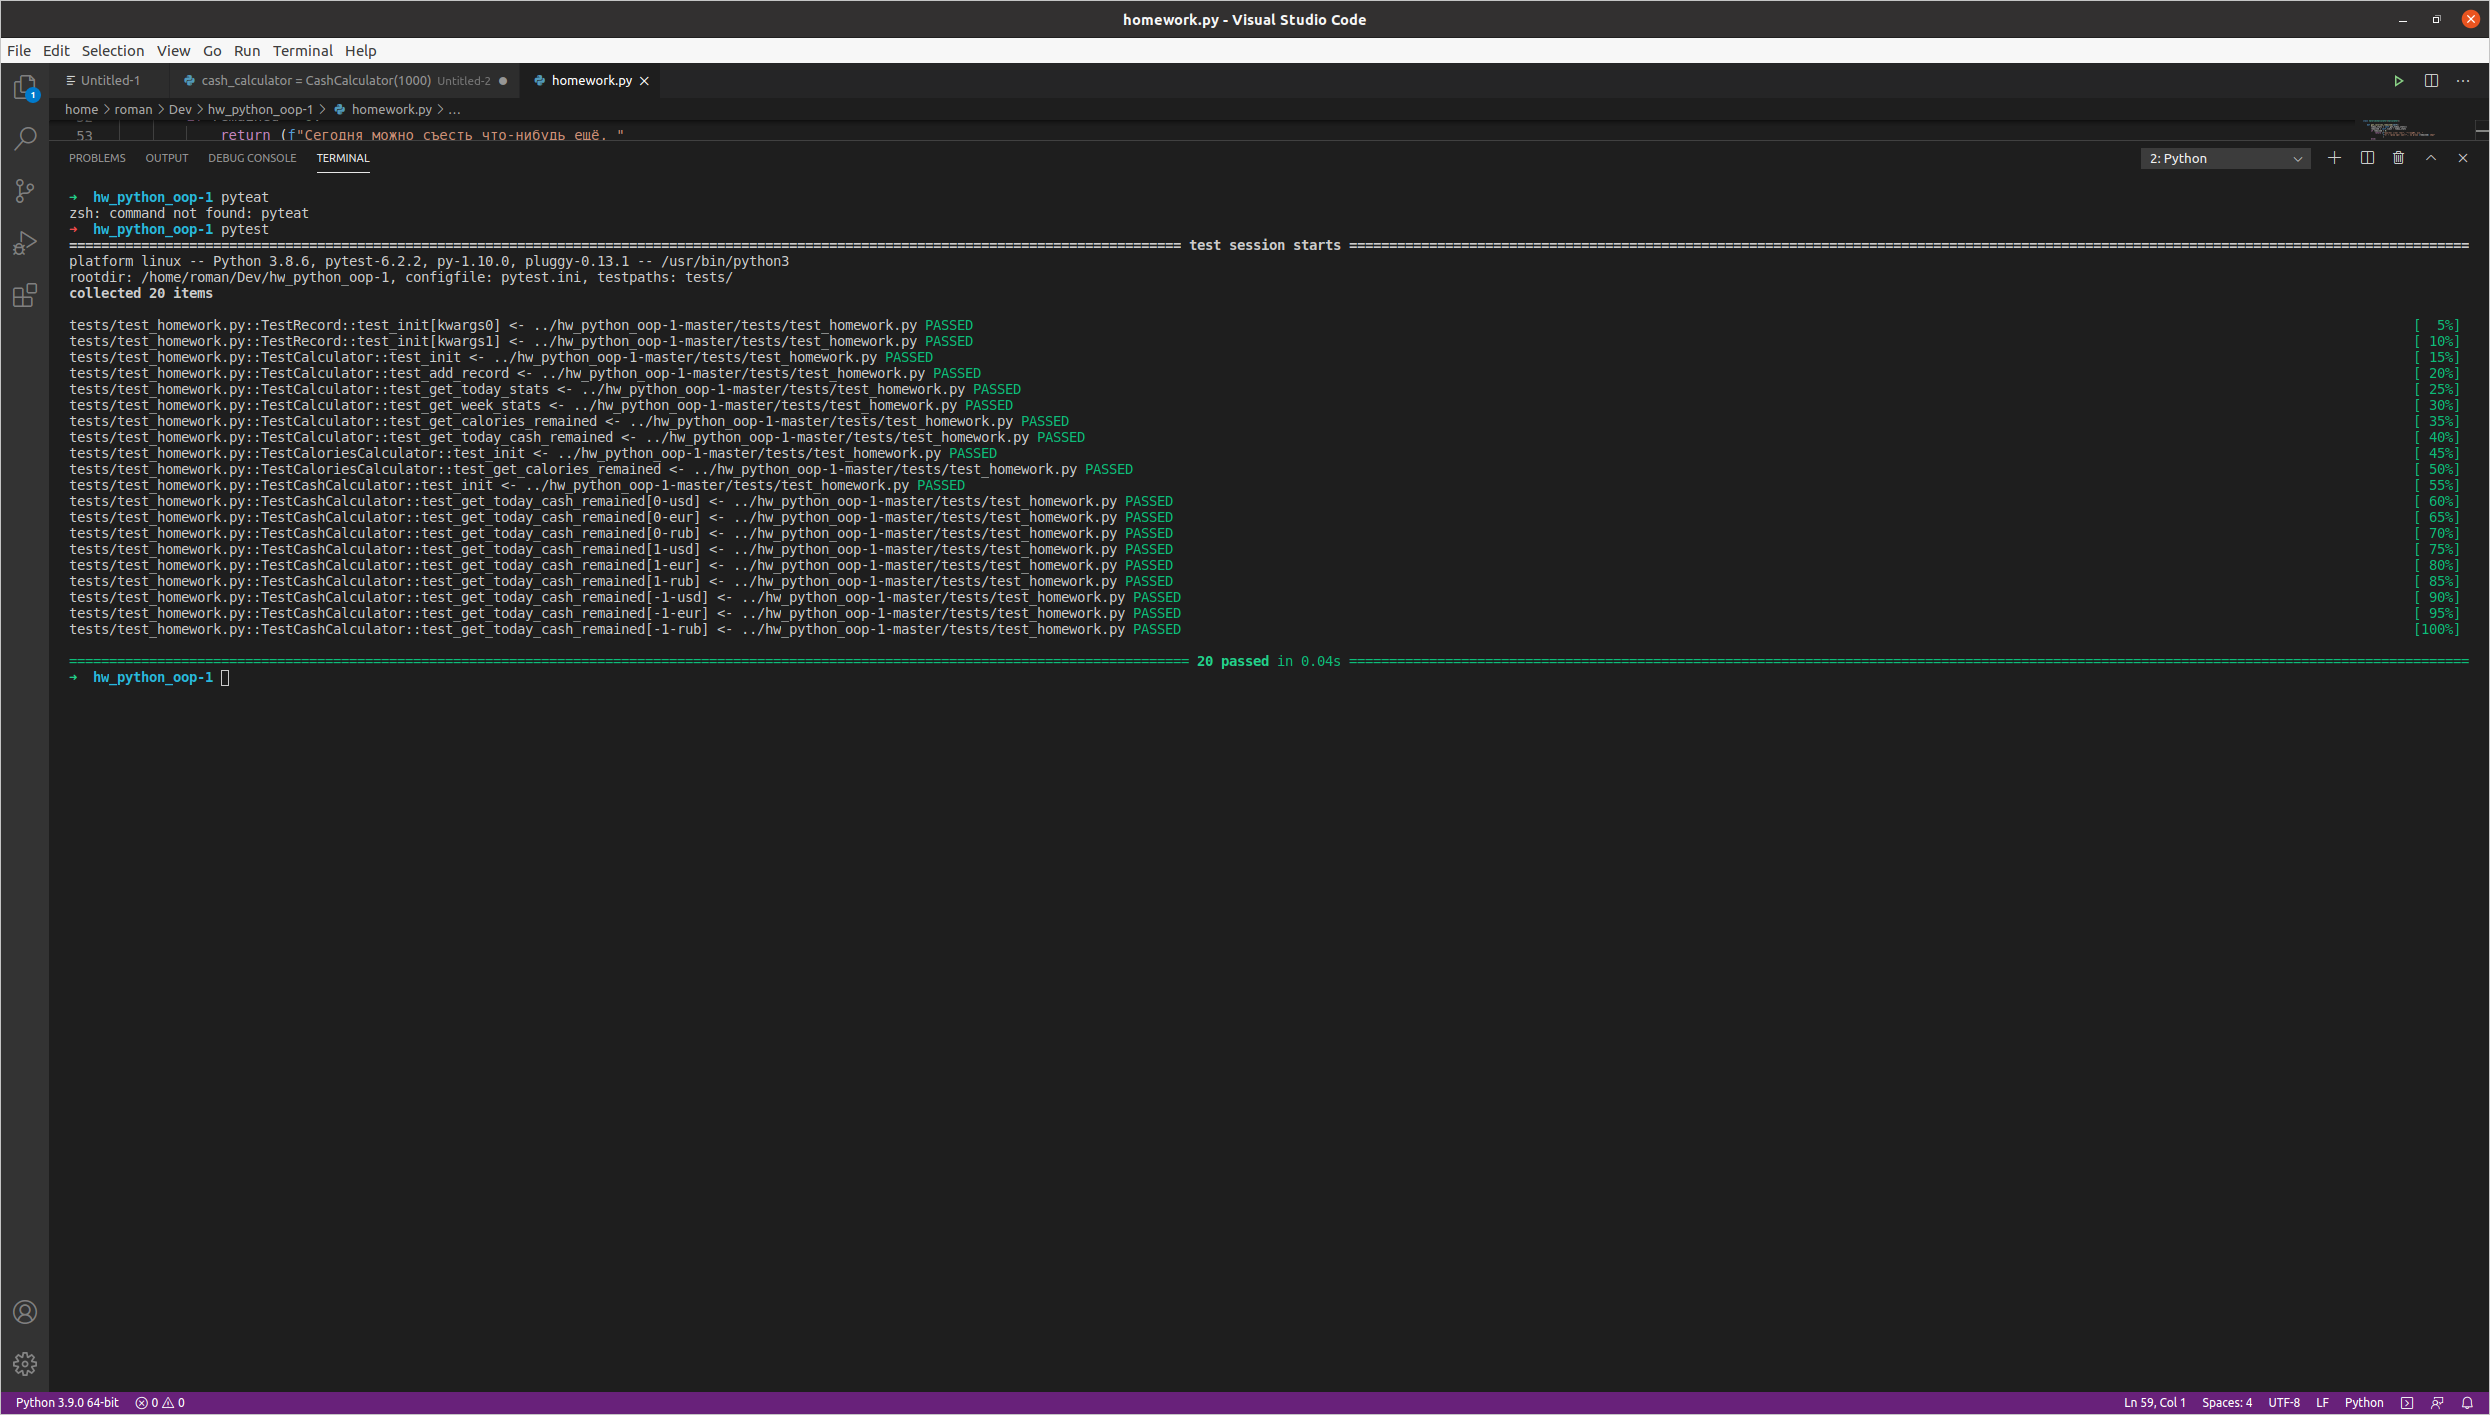 homework.py - Visual Studio Code
File Edit Selection View Go Run Terminal Help
Untitled-1 cash_calculator = CashCalculator(1000) Untitled-2 homework.py
1
home > roman > Dev > hw_python_oop-1 > homework.py > ...
53 return (f"Сегодня можно съесть что-нибудь ещё, "
PROBLEMS OUTPUT DEBUG CONSOLE TERMINAL 2: Python
→ hw_python_oop-1 pyteat
zsh: command not found: pyteat
→ hw_python_oop-1 pytest
test session starts
platform linux -- Python 3.8.6, pytest-6.2.2, py-1.10.0, pluggy-0.13.1 -- /usr/bin/python3
rootdir: /home/roman/Dev/hw_python_oop-1, configfile: pytest.ini, testpaths: tests/
collected 20 items
tests/test_homework.py::TestRecord::test_init[kwargs0] <- ../hw_python_oop-1-master/tests/test_homework.py PASSED [  5%]
tests/test_homework.py::TestRecord::test_init[kwargs1] <- ../hw_python_oop-1-master/tests/test_homework.py PASSED [ 10%]
tests/test_homework.py::TestCalculator::test_init <- ../hw_python_oop-1-master/tests/test_homework.py PASSED [ 15%]
tests/test_homework.py::TestCalculator::test_add_record <- ../hw_python_oop-1-master/tests/test_homework.py PASSED [ 20%]
tests/test_homework.py::TestCalculator::test_get_today_stats <- ../hw_python_oop-1-master/tests/test_homework.py PASSED [ 25%]
tests/test_homework.py::TestCalculator::test_get_week_stats <- ../hw_python_oop-1-master/tests/test_homework.py PASSED [ 30%]
tests/test_homework.py::TestCalculator::test_get_calories_remained <- ../hw_python_oop-1-master/tests/test_homework.py PASSED [ 35%]
tests/test_homework.py::TestCalculator::test_get_today_cash_remained <- ../hw_python_oop-1-master/tests/test_homework.py PASSED [ 40%]
tests/test_homework.py::TestCaloriesCalculator::test_init <- ../hw_python_oop-1-master/tests/test_homework.py PASSED [ 45%]
tests/test_homework.py::TestCaloriesCalculator::test_get_calories_remained <- ../hw_python_oop-1-master/tests/test_homework.py PASSED [ 50%]
tests/test_homework.py::TestCashCalculator::test_init <- ../hw_python_oop-1-master/tests/test_homework.py PASSED [ 55%]
tests/test_homework.py::TestCashCalculator::test_get_today_cash_remained[0-usd] <- ../hw_python_oop-1-master/tests/test_homework.py PASSED [ 60%]
tests/test_homework.py::TestCashCalculator::test_get_today_cash_remained[0-eur] <- ../hw_python_oop-1-master/tests/test_homework.py PASSED [ 65%]
tests/test_homework.py::TestCashCalculator::test_get_today_cash_remained[0-rub] <- ../hw_python_oop-1-master/tests/test_homework.py PASSED [ 70%]
tests/test_homework.py::TestCashCalculator::test_get_today_cash_remained[1-usd] <- ../hw_python_oop-1-master/tests/test_homework.py PASSED [ 75%]
tests/test_homework.py::TestCashCalculator::test_get_today_cash_remained[1-eur] <- ../hw_python_oop-1-master/tests/test_homework.py PASSED [ 80%]
tests/test_homework.py::TestCashCalculator::test_get_today_cash_remained[1-rub] <- ../hw_python_oop-1-master/tests/test_homework.py PASSED [ 85%]
tests/test_homework.py::TestCashCalculator::test_get_today_cash_remained[-1-usd] <- ../hw_python_oop-1-master/tests/test_homework.py PASSED [ 90%]
tests/test_homework.py::TestCashCalculator::test_get_today_cash_remained[-1-eur] <- ../hw_python_oop-1-master/tests/test_homework.py PASSED [ 95%]
tests/test_homework.py::TestCashCalculator::test_get_today_cash_remained[-1-rub] <- ../hw_python_oop-1-master/tests/test_homework.py PASSED [100%]
20 passed in 0.04s
→ hw_python_oop-1
Python 3.9.0 64-bit 0 0 Ln 59, Col 1 Spaces: 4 UTF-8 LF Python